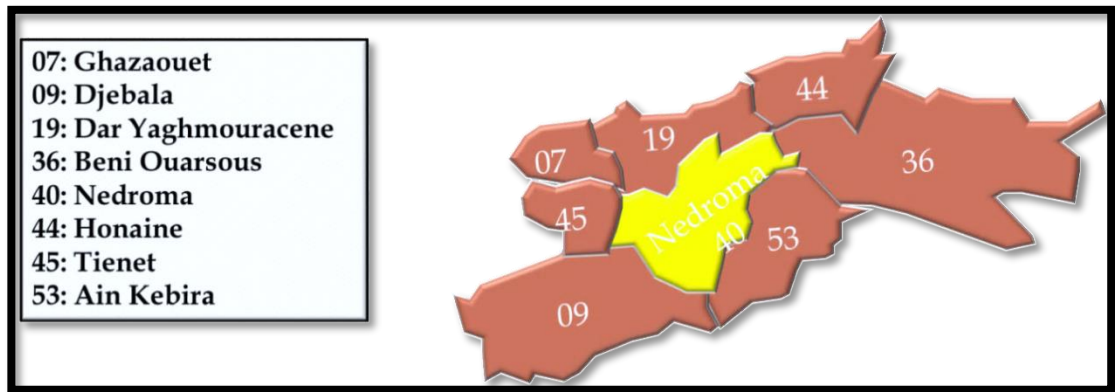 07: Ghazaouet
09: Djebala
19: Dar Yaghmouracene
36: Beni Ouarsous
40: Nedroma
44: Honaine
45: Tienet
53: Ain Kebira
44
19
07
36
Nedroma
45
40
53
09